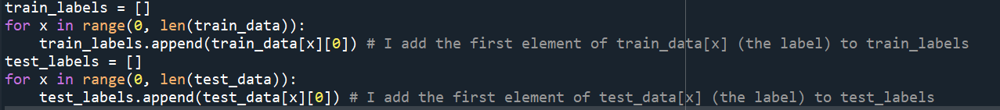 train_labels = []
for x in range(0, len(train_data)):
    train_labels.append(train_data[x][0]) # I add the first element of train_data[x] (the label) to train_labels
test_labels = []
for x in range(0, len(test_data)):
    test_labels.append(test_data[x][0]) # I add the first element of test_data[x] (the label) to test_labels